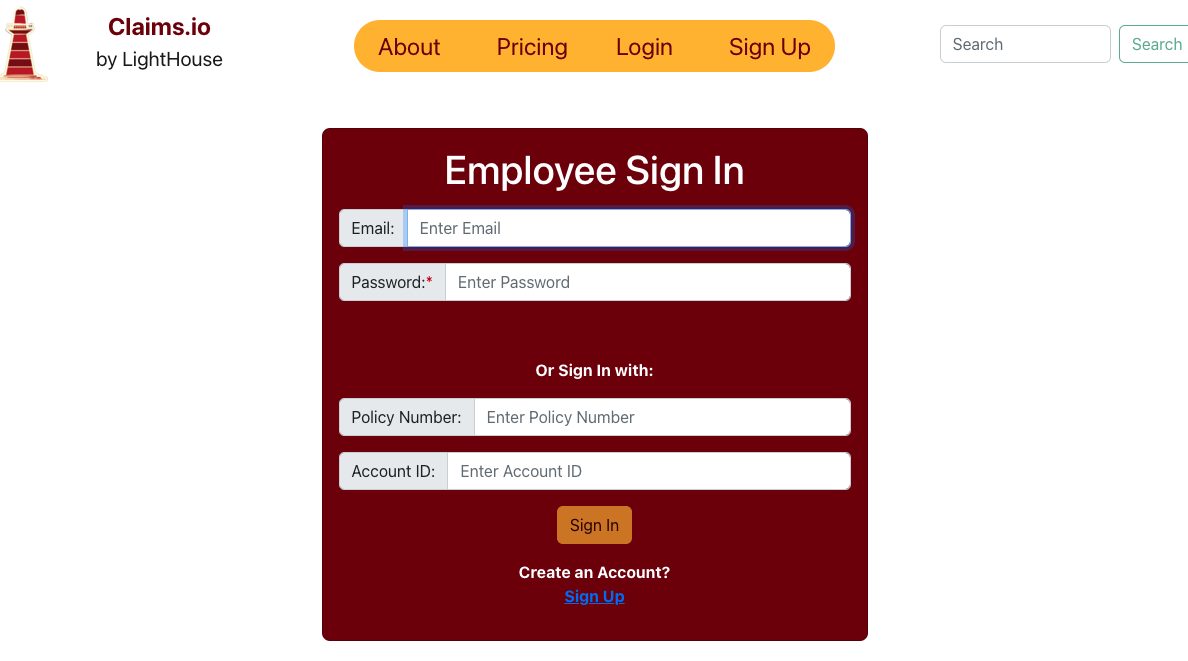 Claims.io
by LightHouse
About Pricing Login Sign Up
Search Search
Employee Sign In
Email: Enter Email
Password:* Enter Password
Or Sign In with:
Policy Number: Enter Policy Number
Account ID: Enter Account ID
Sign In
Create an Account?
Sign Up